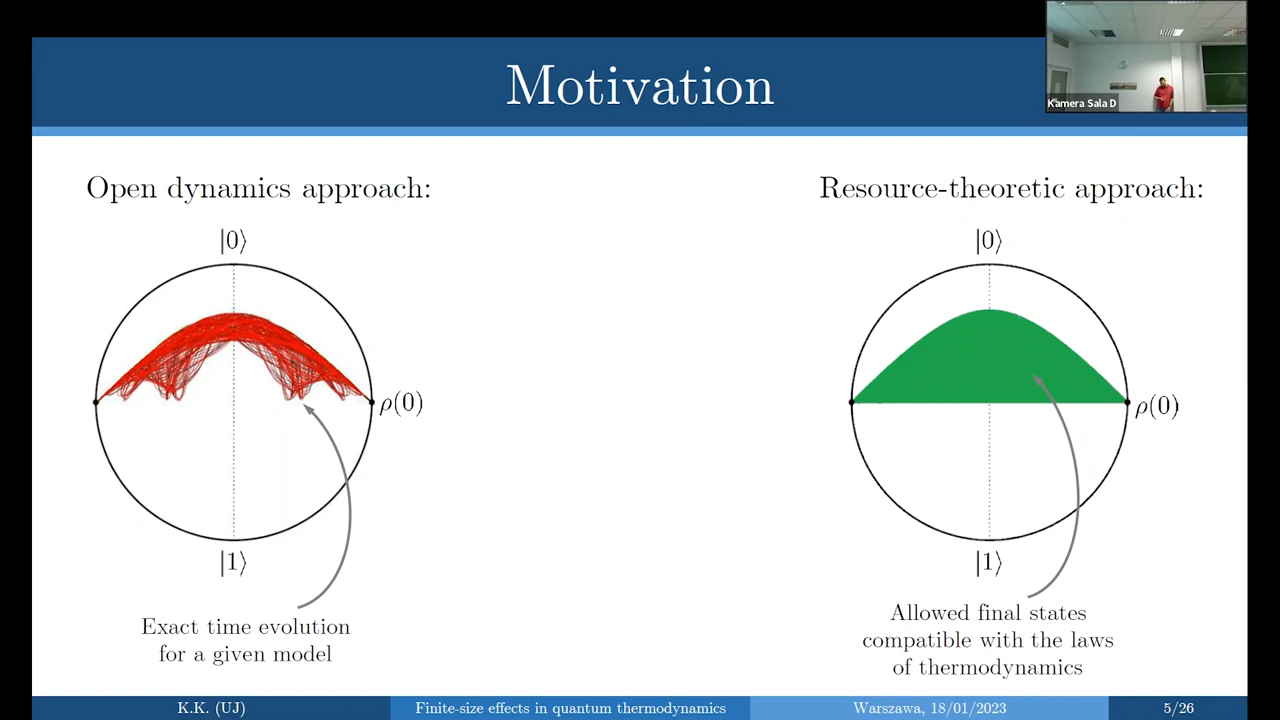 Motivation
Kamera Sala D
Open dynamics approach:
|0⟩
ρ(0)
|1⟩
Exact time evolution
for a given model
Resource-theoretic approach:
|0⟩
ρ(0)
|1⟩
Allowed final states
compatible with the laws
of thermodynamics
K.K. (UJ)
Finite-size effects in quantum thermodynamics
Warszawa, 18/01/2023
5/26